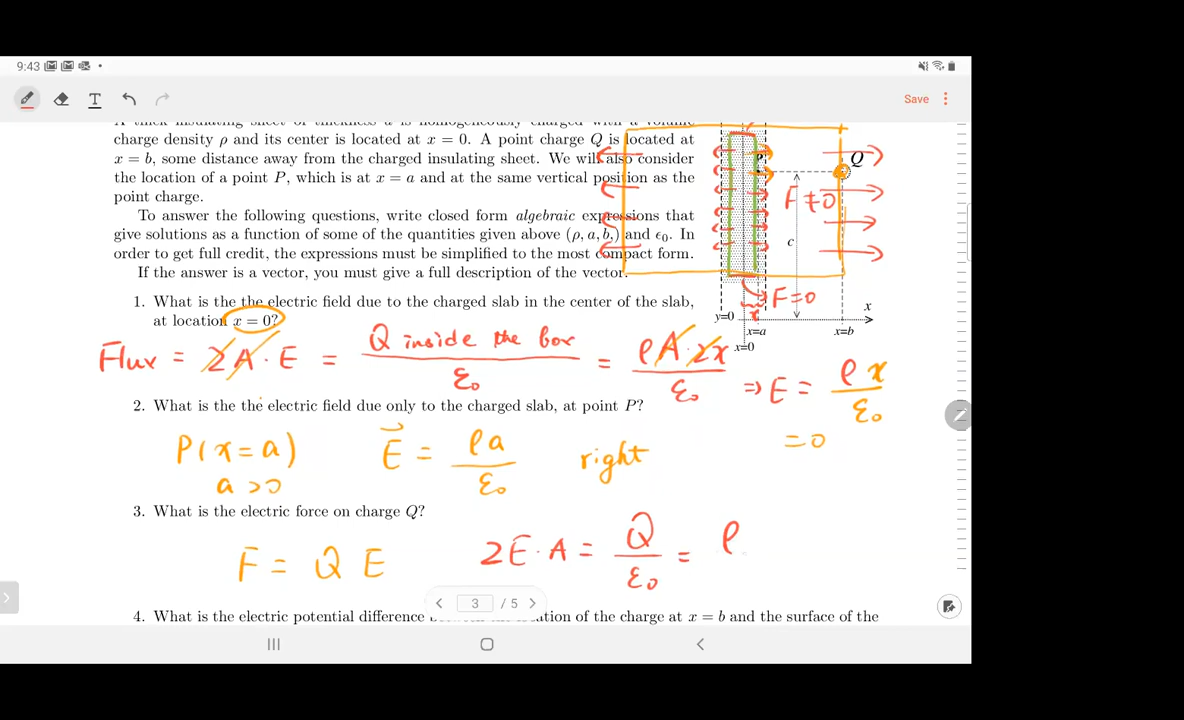 9:43
Save
charge density ρ and its center is located at x = 0. A point charge Q is located at
x = b, some distance away from the charged insulating sheet. We will also consider
the location of a point P, which is at x = a and at the same vertical position as the
point charge.
To answer the following questions, write closed form algebraic expressions that
give solutions as a function of some of the quantities given above (ρ, a, b,) and ε₀. In
order to get full credit, the expressions must be simplified to the most compact form.
If the answer is a vector, you must give a full description of the vector.
P
Q
F≠0
c
F=0
y=0
x
x
x=a
x=b
x=0
1. What is the the electric field due to the charged slab in the center of the slab,
at location x = 0?
Flux = 2A · E = Q inside the box / ε₀ = ρA·2x / ε₀ ⇒ E = ρx / ε₀
= 0
2. What is the the electric field due only to the charged slab, at point P?
P(x=a) E⃗ = ρa / ε₀ right
a >0
3. What is the electric force on charge Q?
F = Q E 2E·A = Q / ε₀ = ρ
3 / 5
4. What is the electric potential difference of the charge at x = b and the surface of the